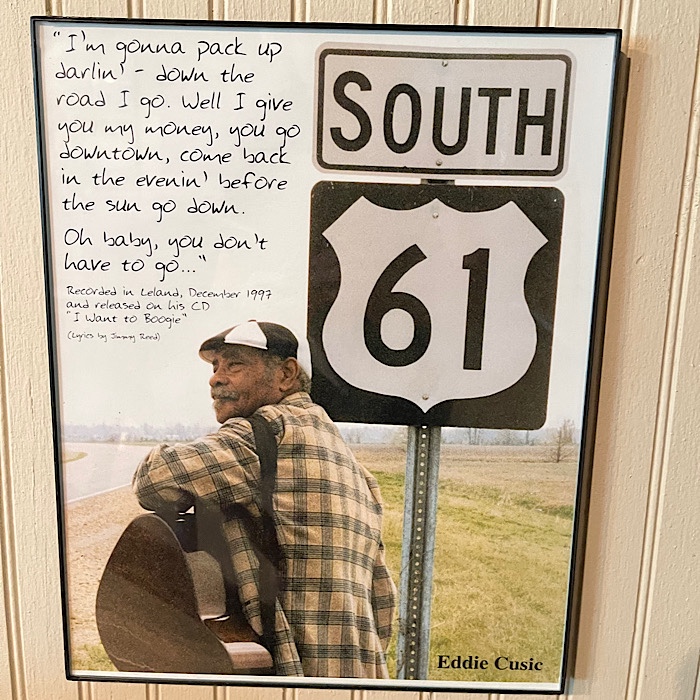 "I'm gonna pack up
darlin' - down the
road I go. Well I give
you my money, you go
downtown, come back
in the evenin' before
the sun go down.
Oh baby, you don't
have to go..."
Recorded in Leland, December 1997
and released on his CD
"I Want to Boogie"
(Lyrics by Jimmy Reed)
SOUTH
61
Eddie Cusic